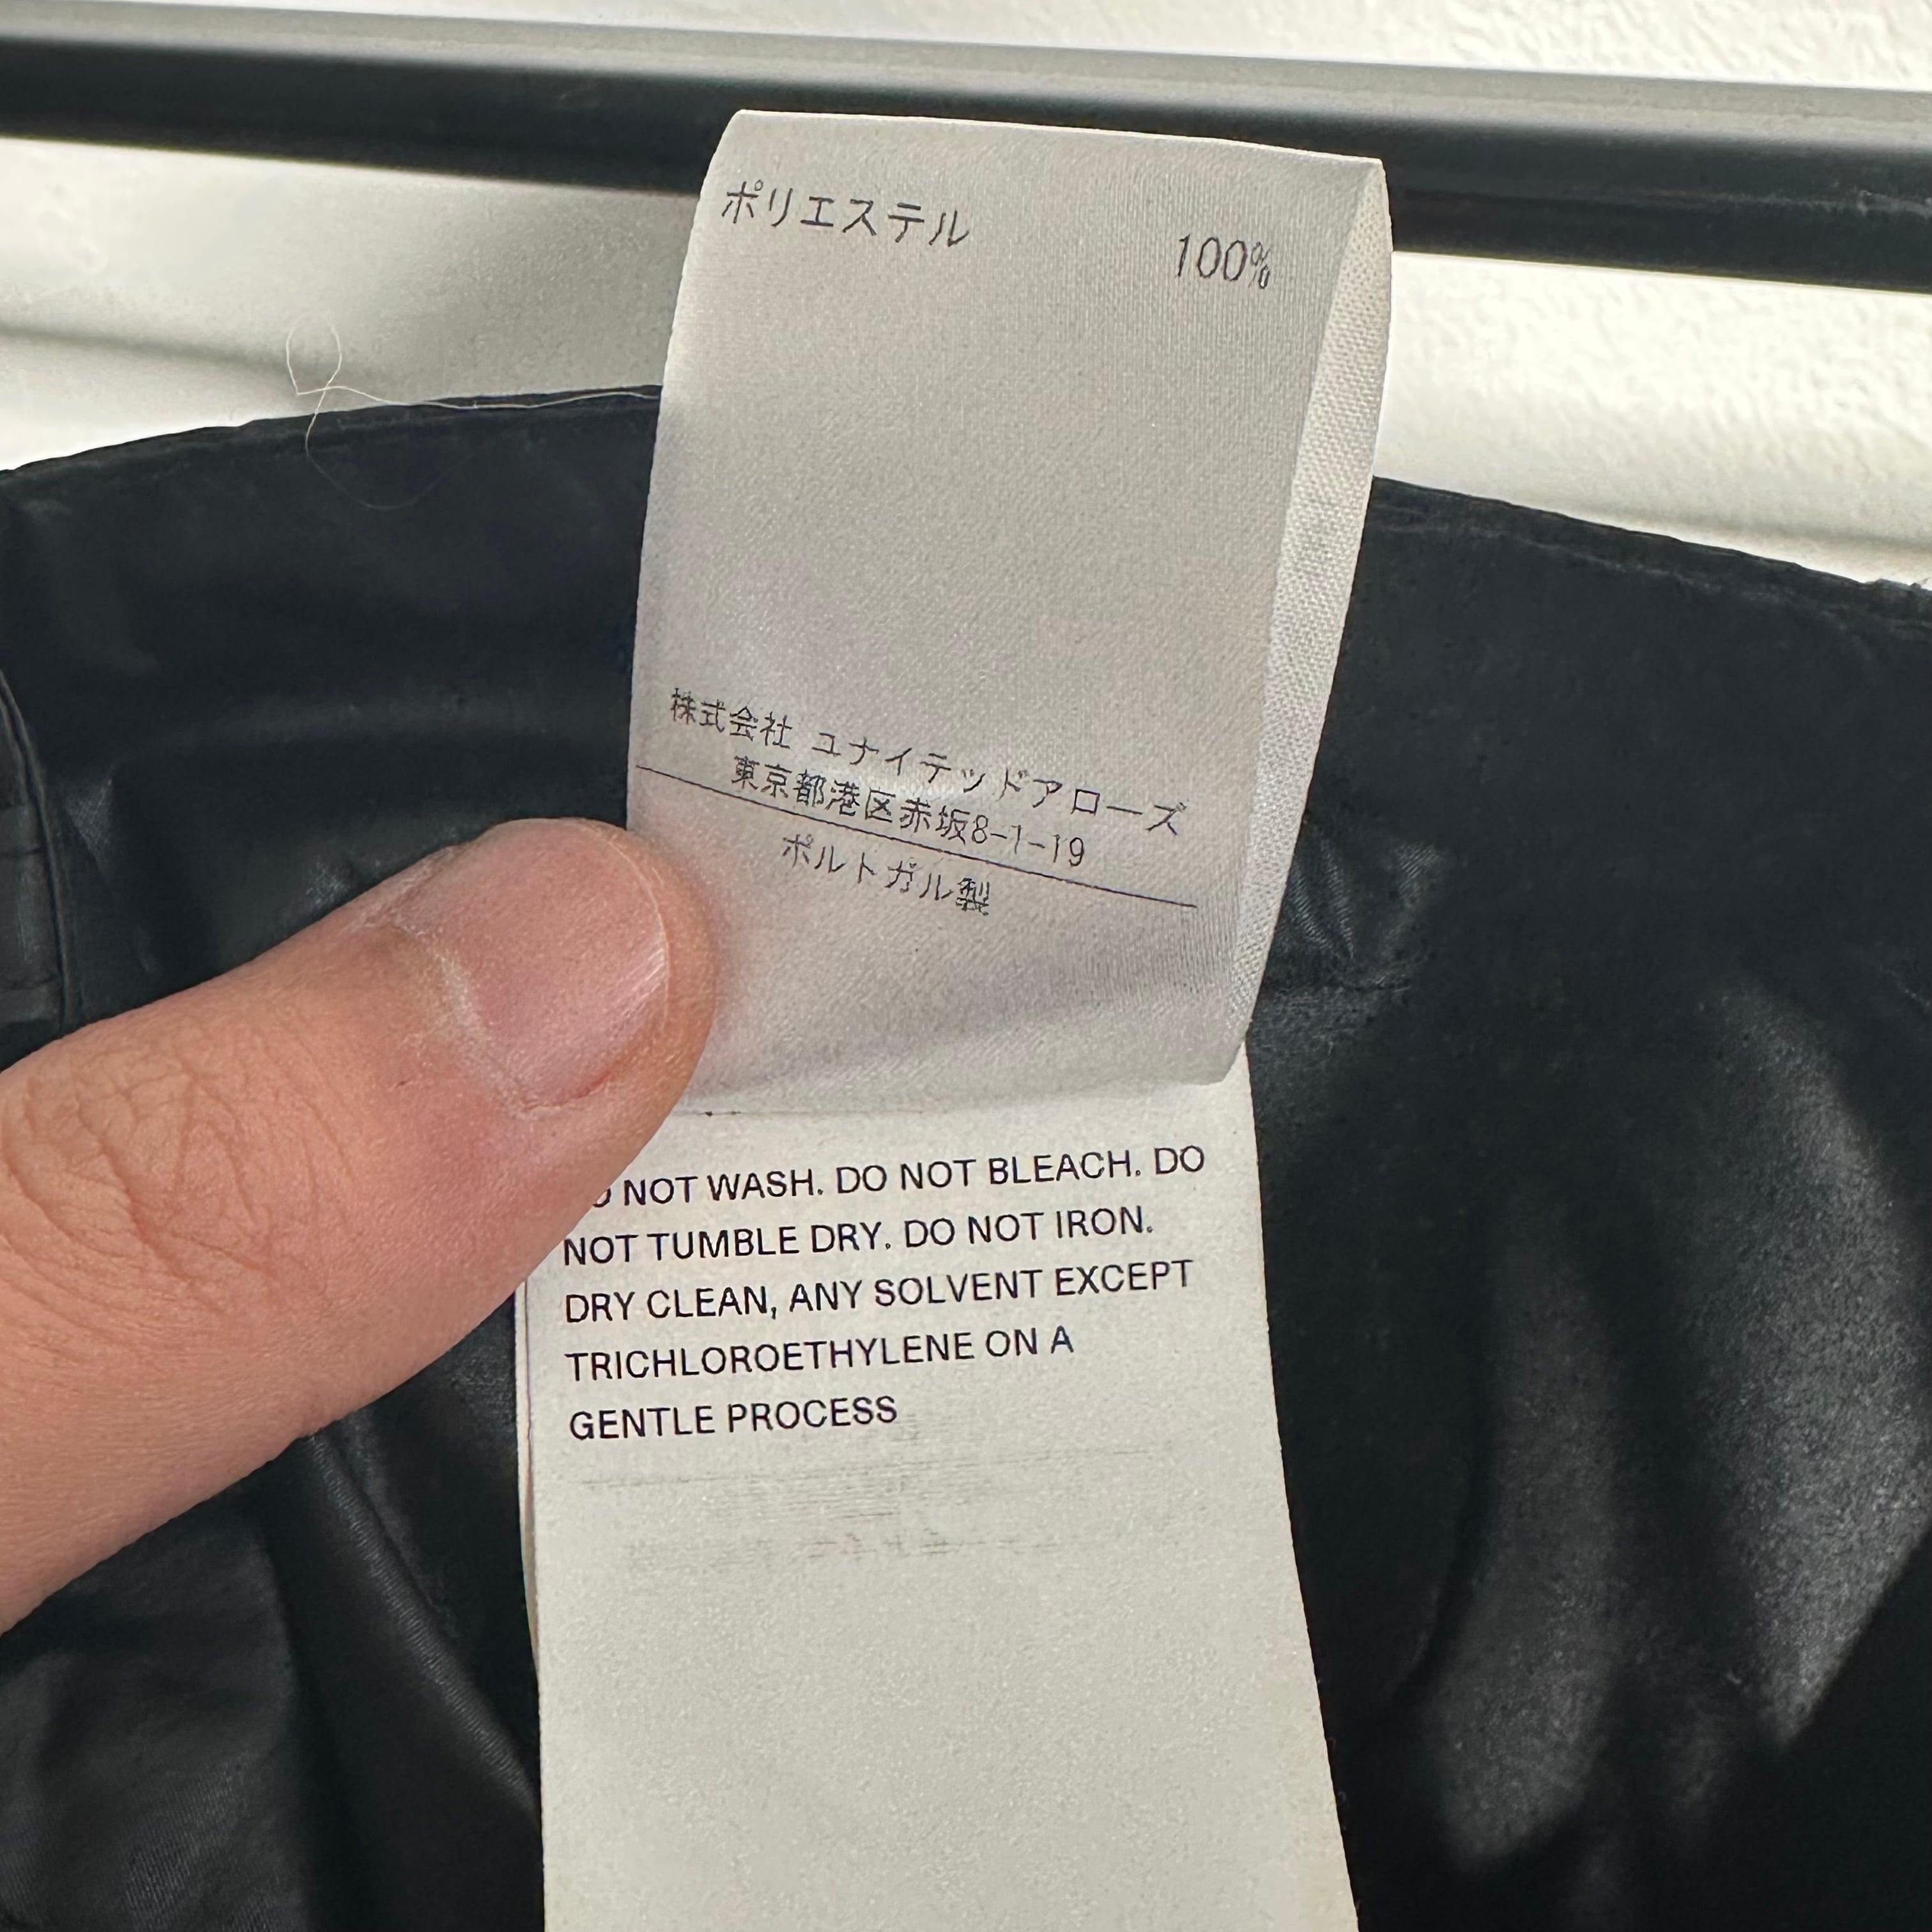 ポリエステル 100%
株式会社 ユナイテッドアローズ
東京都港区赤坂8-1-19
ポルトガル製
NOT WASH. DO NOT BLEACH. DO
NOT TUMBLE DRY. DO NOT IRON.
DRY CLEAN, ANY SOLVENT EXCEPT
TRICHLOROETHYLENE ON A
GENTLE PROCESS